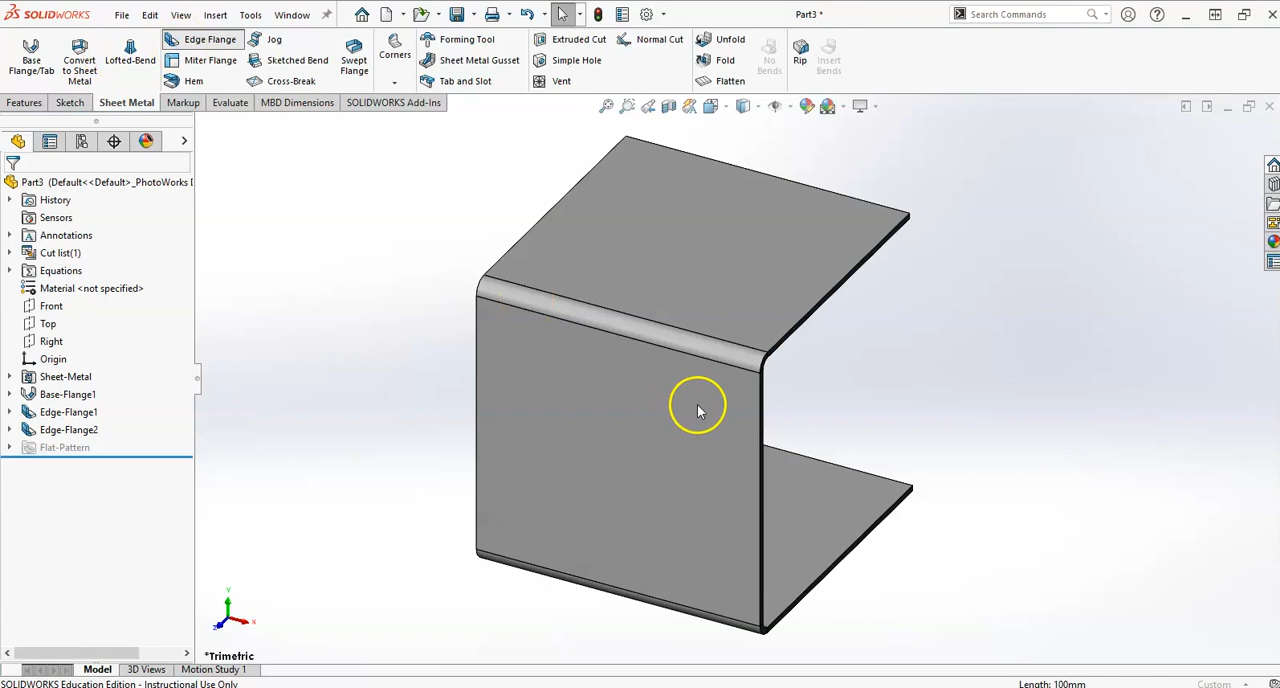 SOLIDWORKS File Edit View Insert Tools Window Part3 * Search Commands
Base Flange/Tab
Convert to Sheet Metal
Lofted-Bend
Edge Flange
Miter Flange
Hem
Jog
Sketched Bend
Cross-Break
Swept Flange
Corners
Forming Tool
Sheet Metal Gusset
Tab and Slot
Extruded Cut
Simple Hole
Vent
Normal Cut
Unfold
Fold
Flatten
No Bends
Rip
Insert Bends
Features Sketch Sheet Metal Markup Evaluate MBD Dimensions SOLIDWORKS Add-Ins
Part3 (Default<<Default>_PhotoWorks
History
Sensors
Annotations
Cut list(1)
Equations
Material <not specified>
Front
Top
Right
Origin
Sheet-Metal
Base-Flange1
Edge-Flange1
Edge-Flange2
Flat-Pattern
Y
X
Z
*Trimetric
Model 3D Views Motion Study 1
SOLIDWORKS Education Edition - Instructional Use Only Length: 100mm Custom